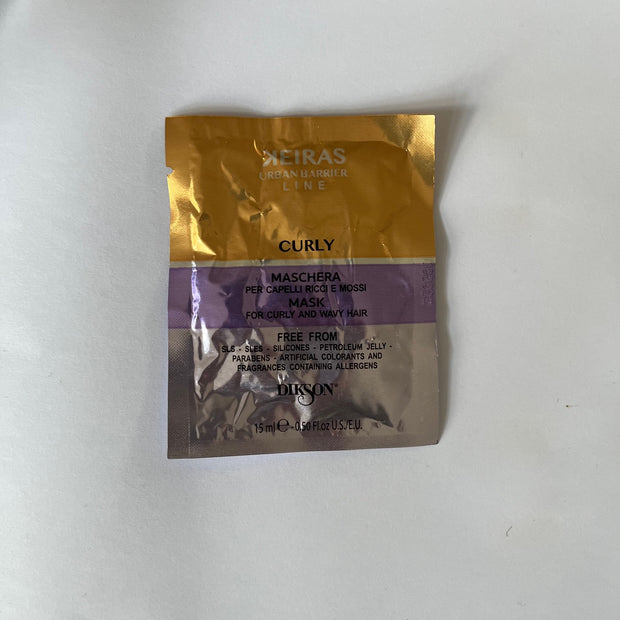 KEIRAS
URBAN BARRIER
LINE
CURLY
MASCHERA
PER CAPELLI RICCI E MOSSI
MASK
FOR CURLY AND WAVY HAIR
FREE FROM
SLS - SLES - SILICONES - PETROLEUM JELLY -
PARABENS - ARTIFICIAL COLORANTS AND
FRAGRANCES CONTAINING ALLERGENS
DIKSON®
15 ml ℮ - 0,50 Fl.oz U.S./E.U.